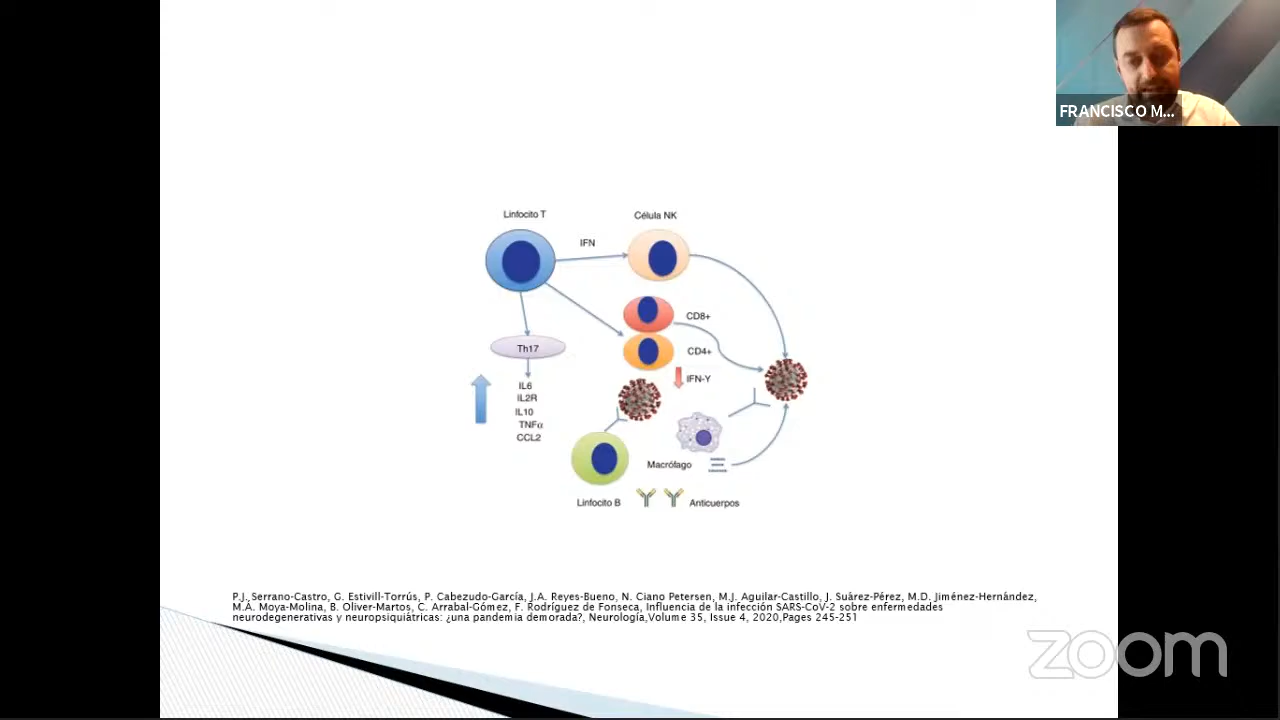 FRANCISCO M...
Linfocito T
Célula NK
IFN
CD8+
Th17
CD4+
IFN-Y
IL6
IL2R
IL10
TNFα
CCL2
Macrófago
Linfocito B
Anticuerpos
P.J., Serrano-Castro, G. Estivill-Torrús, P. Cabezudo-García, J.A. Reyes-Bueno, N. Ciano Petersen, M.J. Aguilar-Castillo, J. Suárez-Pérez, M.D. Jiménez-Hernández,
M.A. Moya-Molina, B. Oliver-Martos, C. Arrabal-Gómez, F. Rodríguez de Fonseca, Influencia de la infección SARS-CoV-2 sobre enfermedades
neurodegenerativas y neuropsiquiátricas: ¿una pandemia demorada?, Neurología,Volume 35, Issue 4, 2020,Pages 245-251
zoom